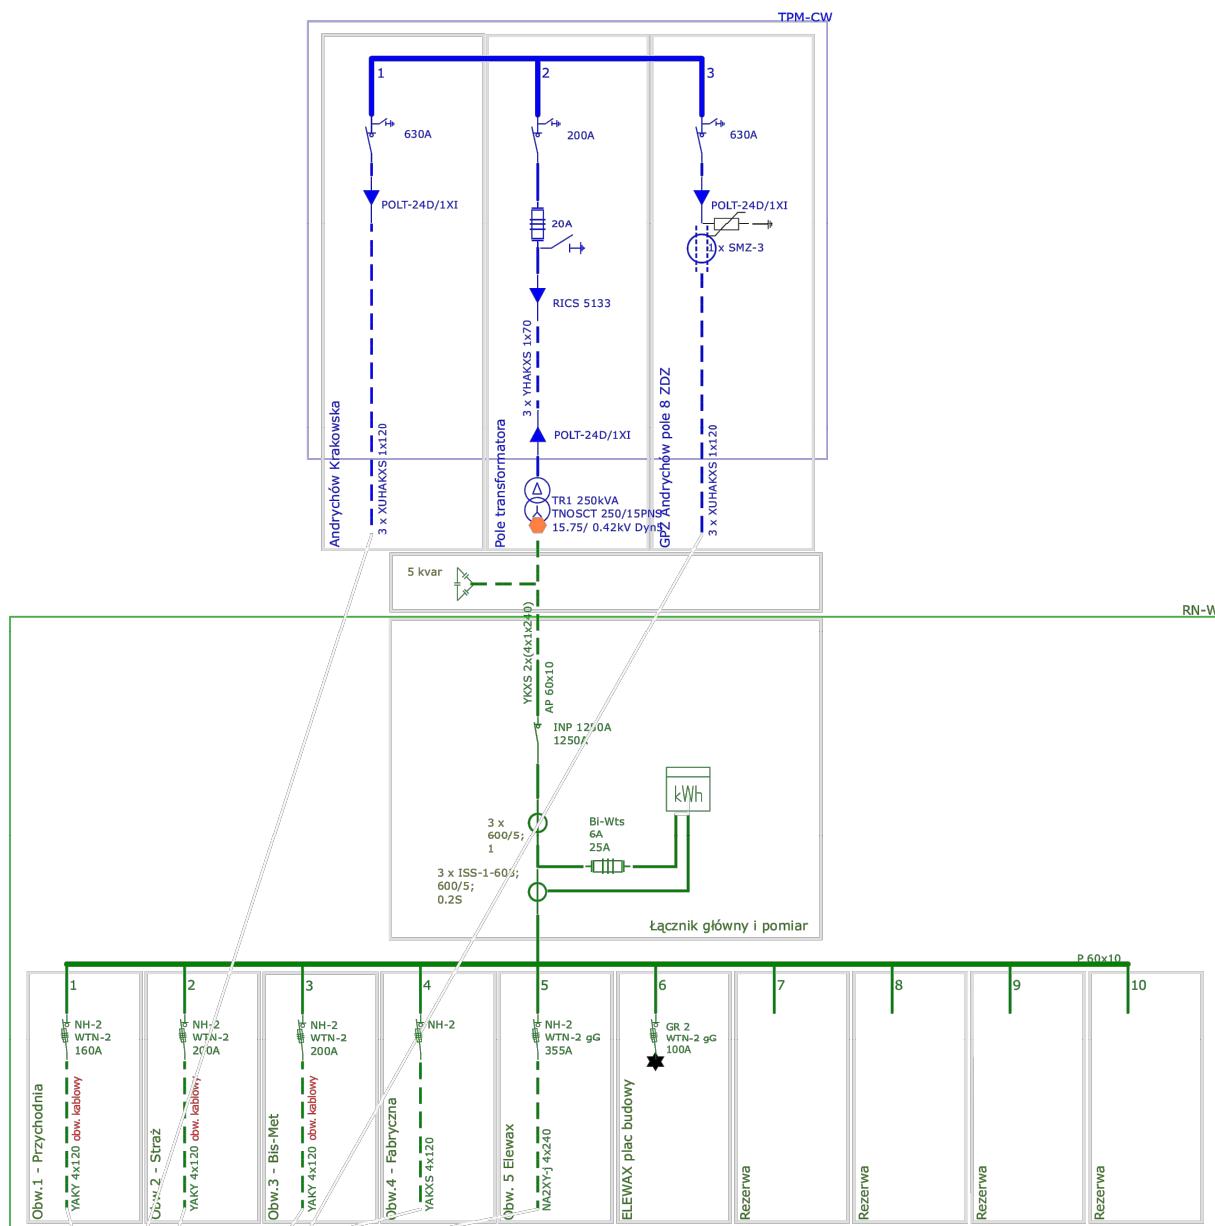 TPM-CW
1
2
3
630A
200A
630A
POLT-24D/1XI
20A
POLT-24D/1XI
1 x SMZ-3
RICS 5133
3 x YHAKXS 1x70
POLT-24D/1XI
Andrychów Krakowska
3 x XUHAKXS 1x120
Pole transformatora
GPZ Andrychów pole 8 ZDZ
3 x XUHAKXS 1x120
TR1 250kVA
TNOSCT 250/15PNS
15.75/ 0.42kV Dyn5
5 kvar
RN-W
YKXS 2x(4x1x240)
AP 60x10
INP 1250A
1250A
kWh
3 x
600/5;
1
Bi-Wts
6A
25A
3 x ISS-1-60
600/5;
0.2S
Łącznik główny i pomiar
P 60x10
1
2
3
4
5
6
7
8
9
10
NH-2
WTN-2
160A
NH-2
WTN-2
200A
NH-2
WTN-2
200A
NH-2
NH-2
WTN-2 gG
355A
GR 2
WTN-2 gG
100A
Obw.1 - Przychodnia
YAKY 4x120 obw. kablowy
Obw.2 - Straż
YAKY 4x120 obw. kablowy
Obw.3 - Bis-Met
YAKY 4x120 obw. kablowy
Obw.4 - Fabryczna
YAKXS 4x120
Obw. 5 Elewax
NA2XY-j 4x240
ELEWAX plac budowy
Rezerwa
Rezerwa
Rezerwa
Rezerwa